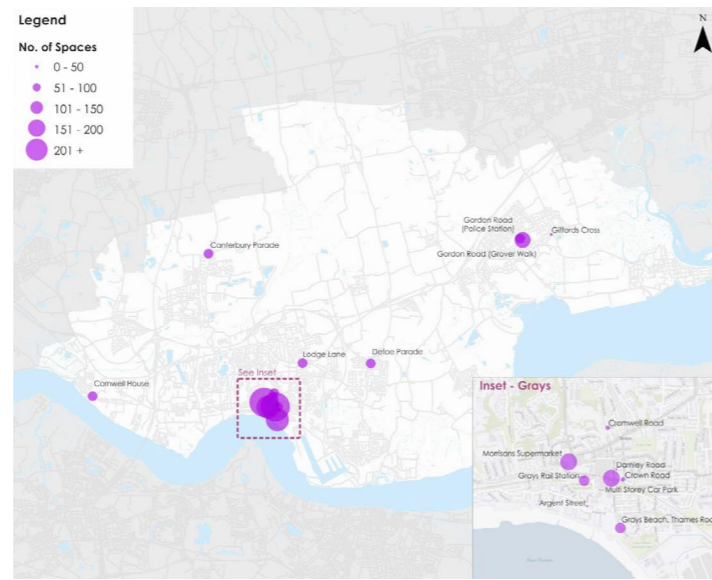 Legend
No. of Spaces
0 - 50
51 - 100
101 - 150
151 - 200
201 +
N
Gordon Road
(Police Station)
Giffords Cross
Gordon Road (Grover Walk)
Canterbury Parade
Lodge Lane
Defoe Parade
See Inset
Cornwell House
Inset - Grays
Cromwell Road
Morrisons Supermarket
Darnley Road
Grays Rail Station
Crown Road
Multi Storey Car Park
Argent Street
Grays Beach, Thames Roa